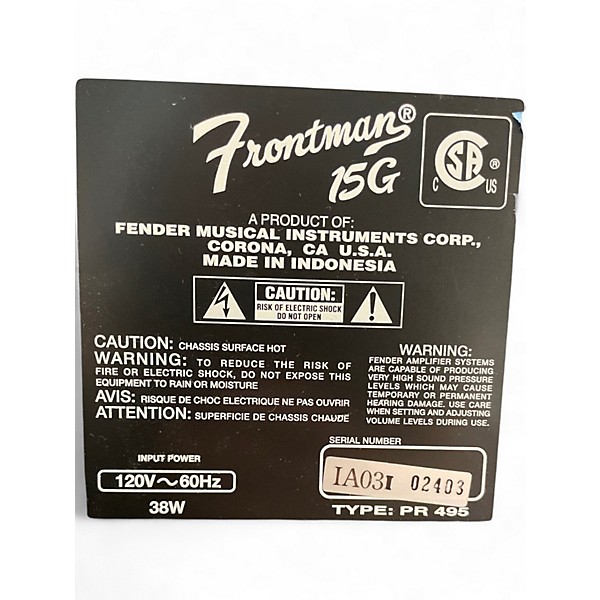 Frontman®
15G
C SA US
A PRODUCT OF:
FENDER MUSICAL INSTRUMENTS CORP.,
CORONA, CA U.S.A.
MADE IN INDONESIA
CAUTION:
RISK OF ELECTRIC SHOCK
DO NOT OPEN
CAUTION: CHASSIS SURFACE HOT
WARNING: TO REDUCE THE RISK OF
FIRE OR ELECTRIC SHOCK, DO NOT EXPOSE THIS
EQUIPMENT TO RAIN OR MOISTURE
AVIS: RISQUE DE CHOC ELECTRIQUE NE PAS OUVRIR
ATTENTION: SUPERFICIE DE CHASSIS CHAUDE
WARNING:
FENDER AMPLIFIER SYSTEMS
ARE CAPABLE OF PRODUCING
VERY HIGH SOUND PRESSURE
LEVELS WHICH MAY CAUSE
TEMPORARY OR PERMANENT
HEARING DAMAGE. USE CARE
WHEN SETTING AND ADJUSTING
VOLUME LEVELS DURING USE.
INPUT POWER
120V~60Hz
38W
SERIAL NUMBER
IA03I 02403
TYPE: PR 495